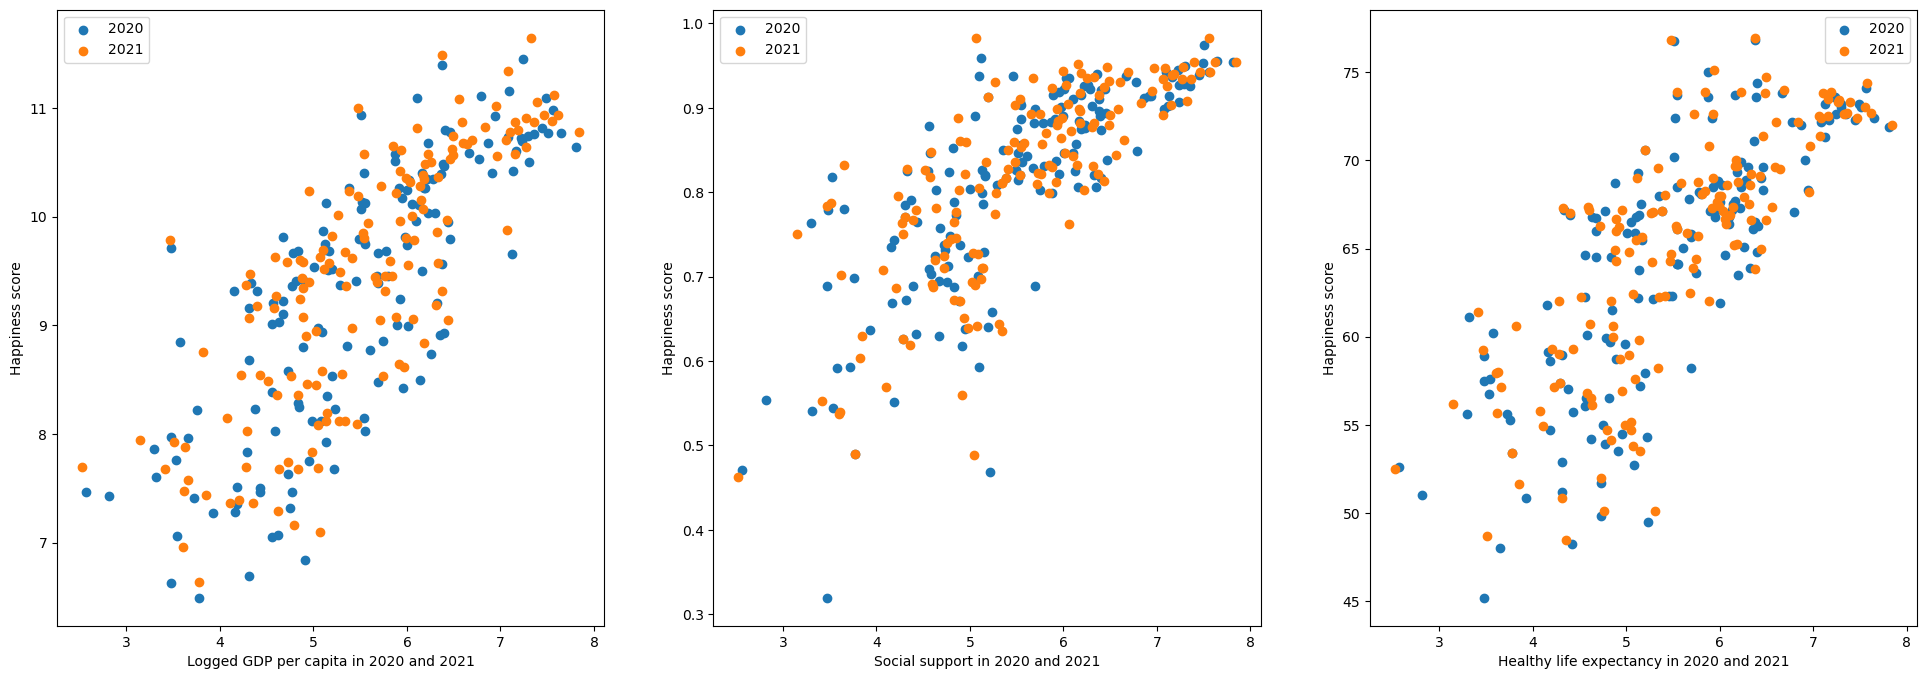 2020
2021
Happiness score
11
10
9
8
7
3 4 5 6 7 8
Logged GDP per capita in 2020 and 2021
2020
2021
Happiness score
1.0
0.9
0.8
0.7
0.6
0.5
0.4
0.3
3 4 5 6 7 8
Social support in 2020 and 2021
2020
2021
Happiness score
75
70
65
60
55
50
45
3 4 5 6 7 8
Healthy life expectancy in 2020 and 2021